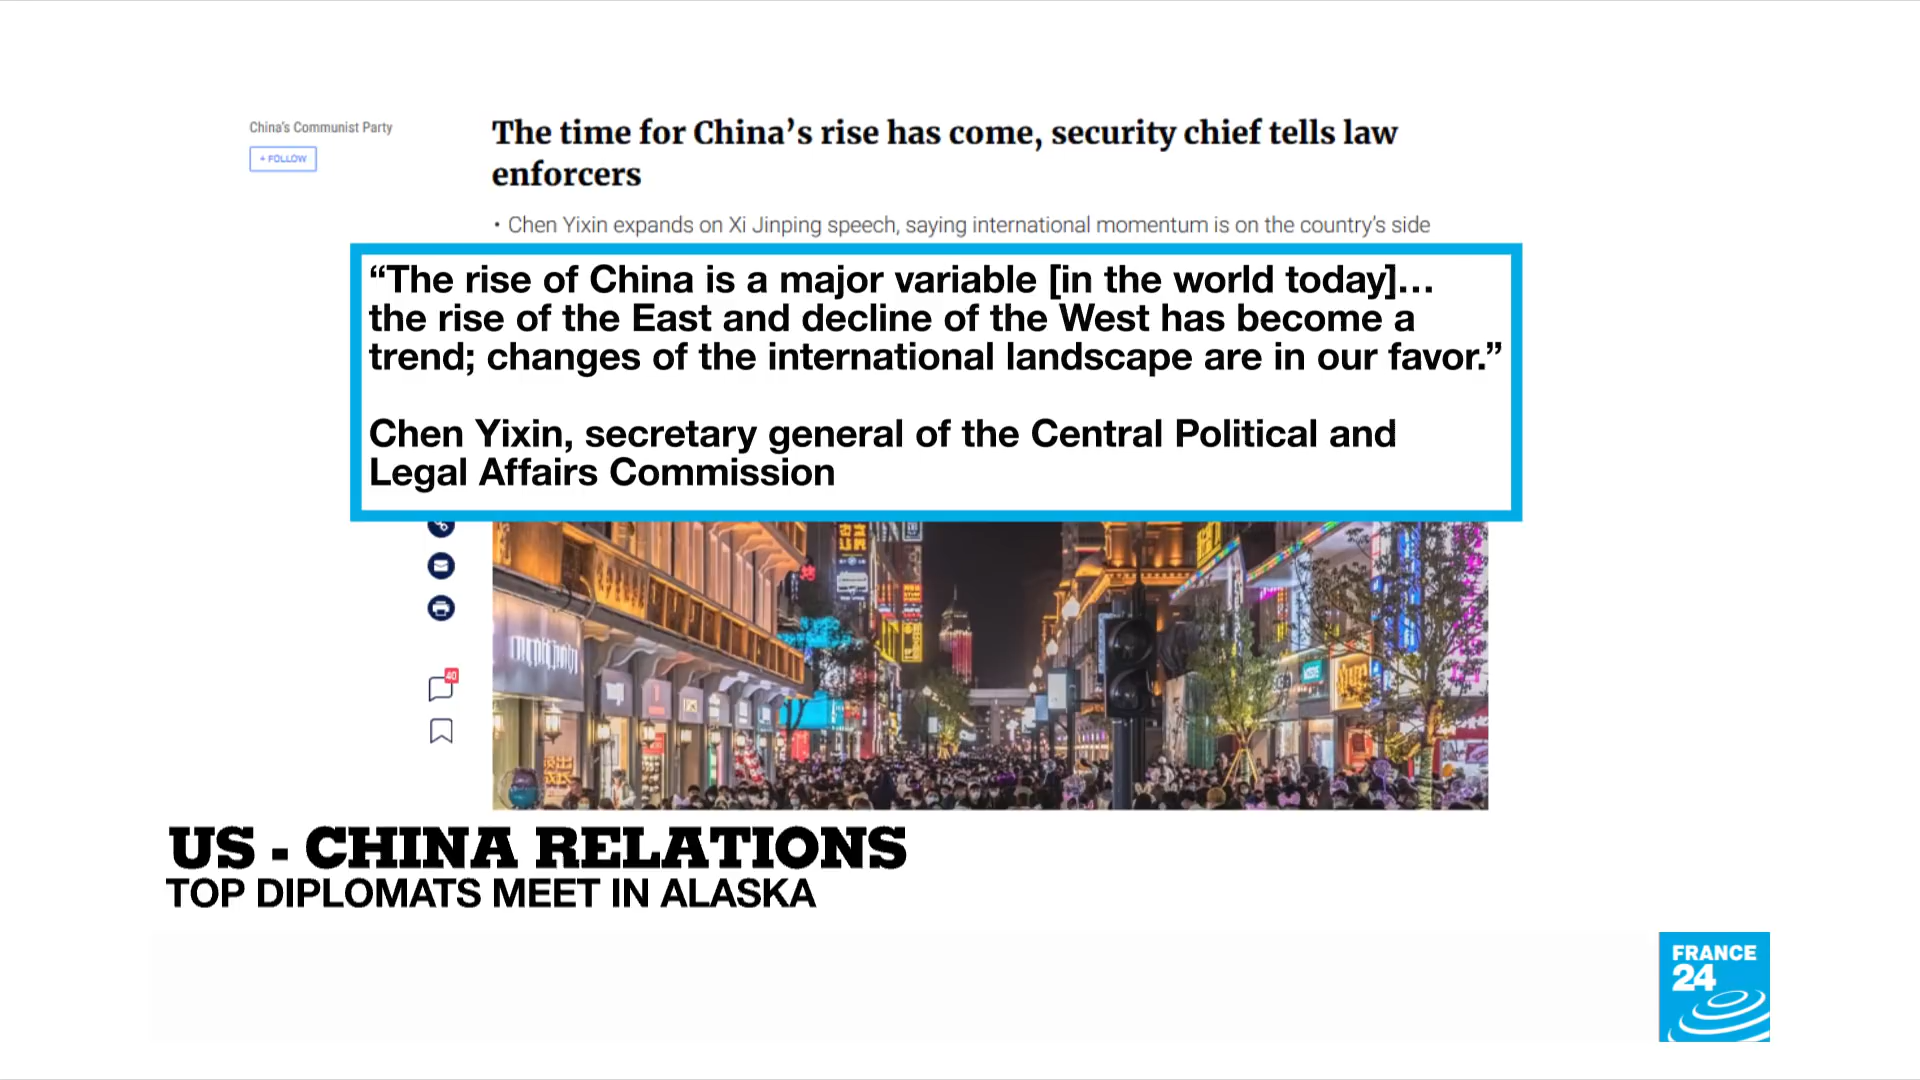 China's Communist Party
+ FOLLOW
The time for China’s rise has come, security chief tells law
enforcers
• Chen Yixin expands on Xi Jinping speech, saying international momentum is on the country’s side
“The rise of China is a major variable [in the world today]...
the rise of the East and decline of the West has become a
trend; changes of the international landscape are in our favor.”
Chen Yixin, secretary general of the Central Political and
Legal Affairs Commission
40
US - CHINA RELATIONS
TOP DIPLOMATS MEET IN ALASKA
FRANCE
24